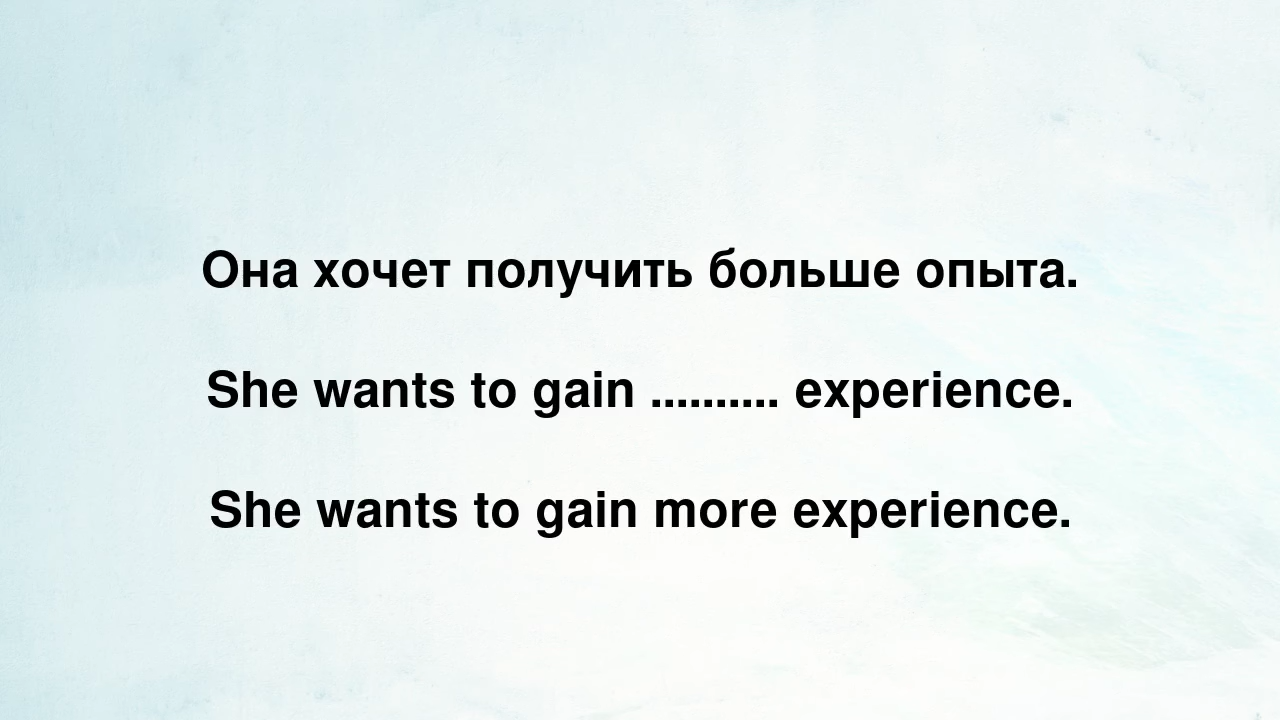 Она хочет получить больше опыта.
She wants to gain .......... experience.
She wants to gain more experience.